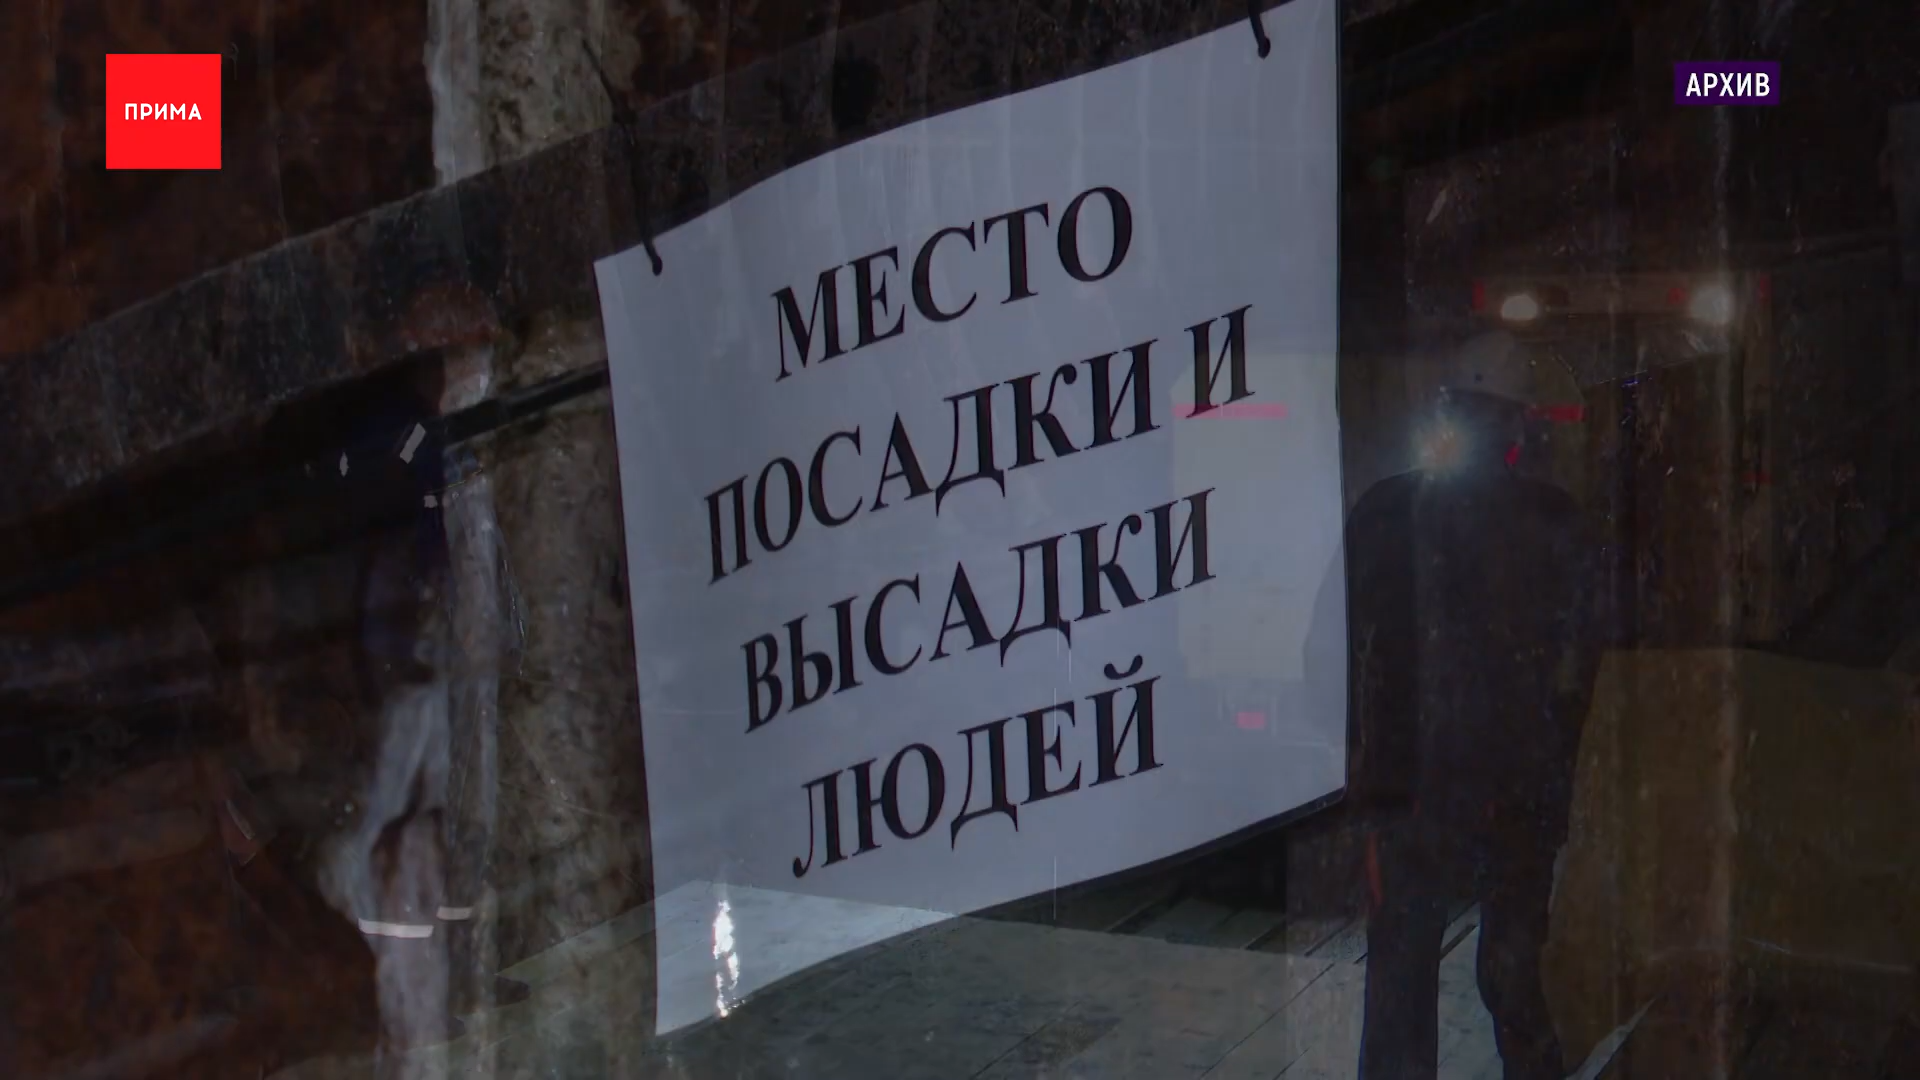 ПРИМА
АРХИВ
МЕСТО
ПОСАДКИ И
ВЫСАДКИ
ЛЮДЕЙ